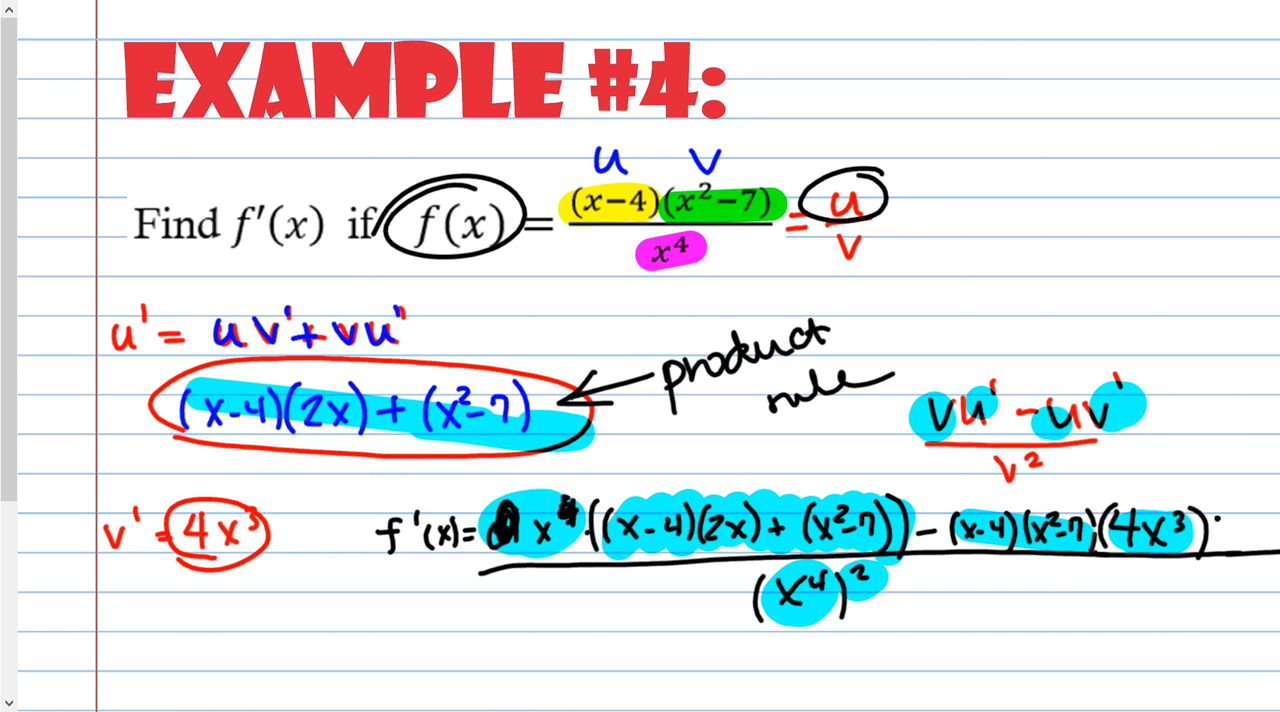 EXAMPLE #4:
u v
Find f'(x) if f(x) = (x−4)(x²−7) / x⁴ = u / v
u' = uv' + vu'
(x-4)(2x) + (x²-7)
product rule
vu' - uv' / v²
v' = 4x³
f'(x) = x⁴·((x-4)(2x) + (x²-7)) - (x-4)(x²-7)(4x³) / (x⁴)²